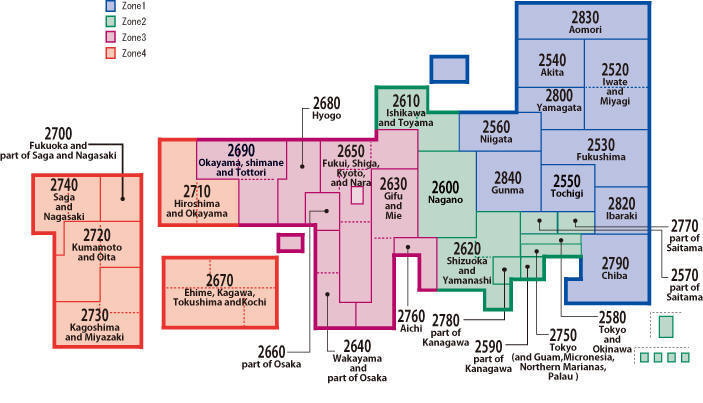 Zone1
Zone2
Zone3
Zone4
2830
Aomori
2540
Akita
2520
Iwate
and
Miyagi
2800
Yamagata
2610
Ishikawa
and Toyama
2560
Niigata
2530
Fukushima
2680
Hyogo
2700
Fukuoka and
part of Saga and Nagasaki
2690
Okayama, shimane
and Tottori
2650
Fukui, Shiga,
Kyoto,
and Nara
2630
Gifu
and
Mie
2600
Nagano
2840
Gunma
2550
Tochigi
2820
Ibaraki
2740
Saga
and
Nagasaki
2710
Hiroshima
and Okayama
2720
Kumamoto
and Oita
2620
Shizuoka
and
Yamanashi
2770
part of
Saitama
2570
part of
Saitama
2790
Chiba
2670
Ehime, Kagawa,
Tokushima andKochi
2730
Kagoshima
and Miyazaki
2760
Aichi
2780
part of
Kanagawa
2590
part of
Kanagawa
2750
Tokyo
(and Guam,Micronesia,
Northern Marianas,
Palau )
2580
Tokyo
and
Okinawa
2660
part of Osaka
2640
Wakayama
and
part of Osaka